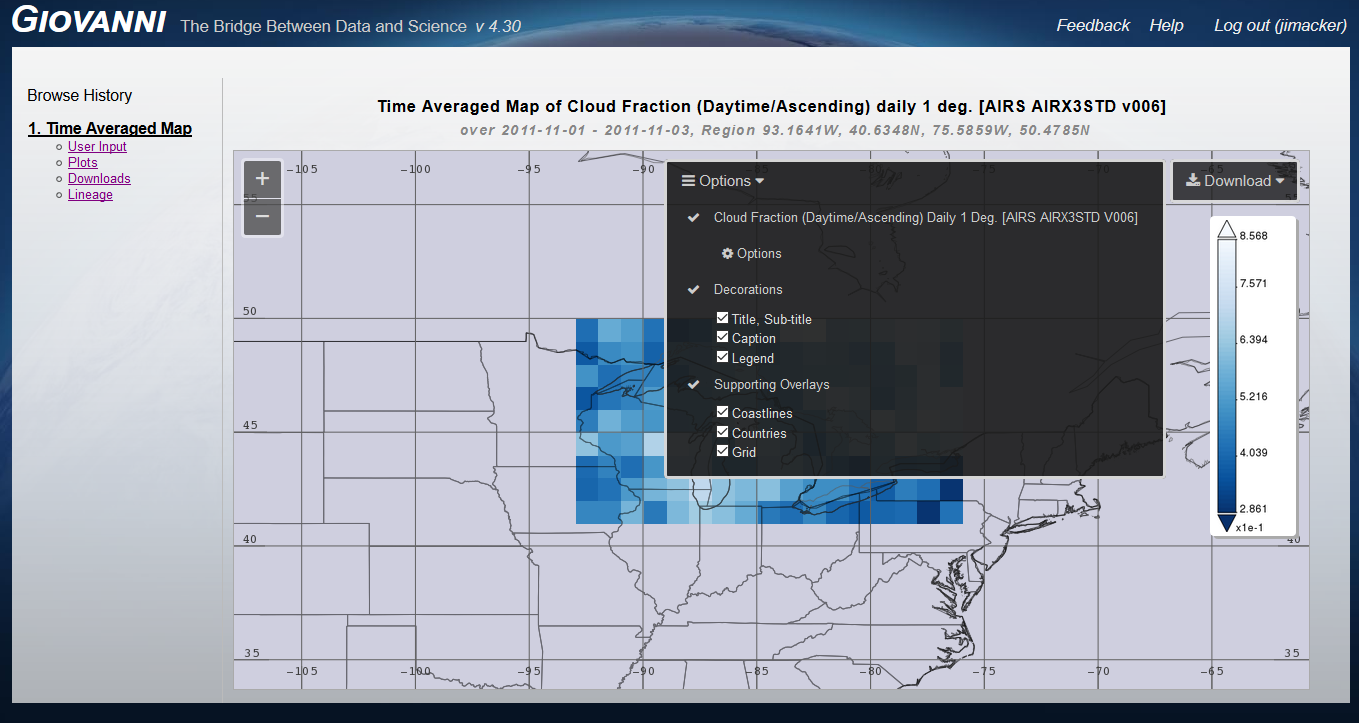 GIOVANNI The Bridge Between Data and Science v 4.30
Feedback Help Log out (jimacker)
Browse History
1. Time Averaged Map
User Input
Plots
Downloads
Lineage
Time Averaged Map of Cloud Fraction (Daytime/Ascending) daily 1 deg. [AIRS AIRX3STD v006]
over 2011-11-01 - 2011-11-03, Region 93.1641W, 40.6348N, 75.5859W, 50.4785N
+
−
-105 -100 -95 -90 -85 -80 -75 -70 -65
55
50
45
40
35
Options
Cloud Fraction (Daytime/Ascending) Daily 1 Deg. [AIRS AIRX3STD V006]
Options
Decorations
Title, Sub-title
Caption
Legend
Supporting Overlays
Coastlines
Countries
Grid
Download
8.568
7.571
6.394
5.216
4.039
2.861
x1e-1
40
35
-105 -100 -95 -90 -85 -80 -75 -70 -65